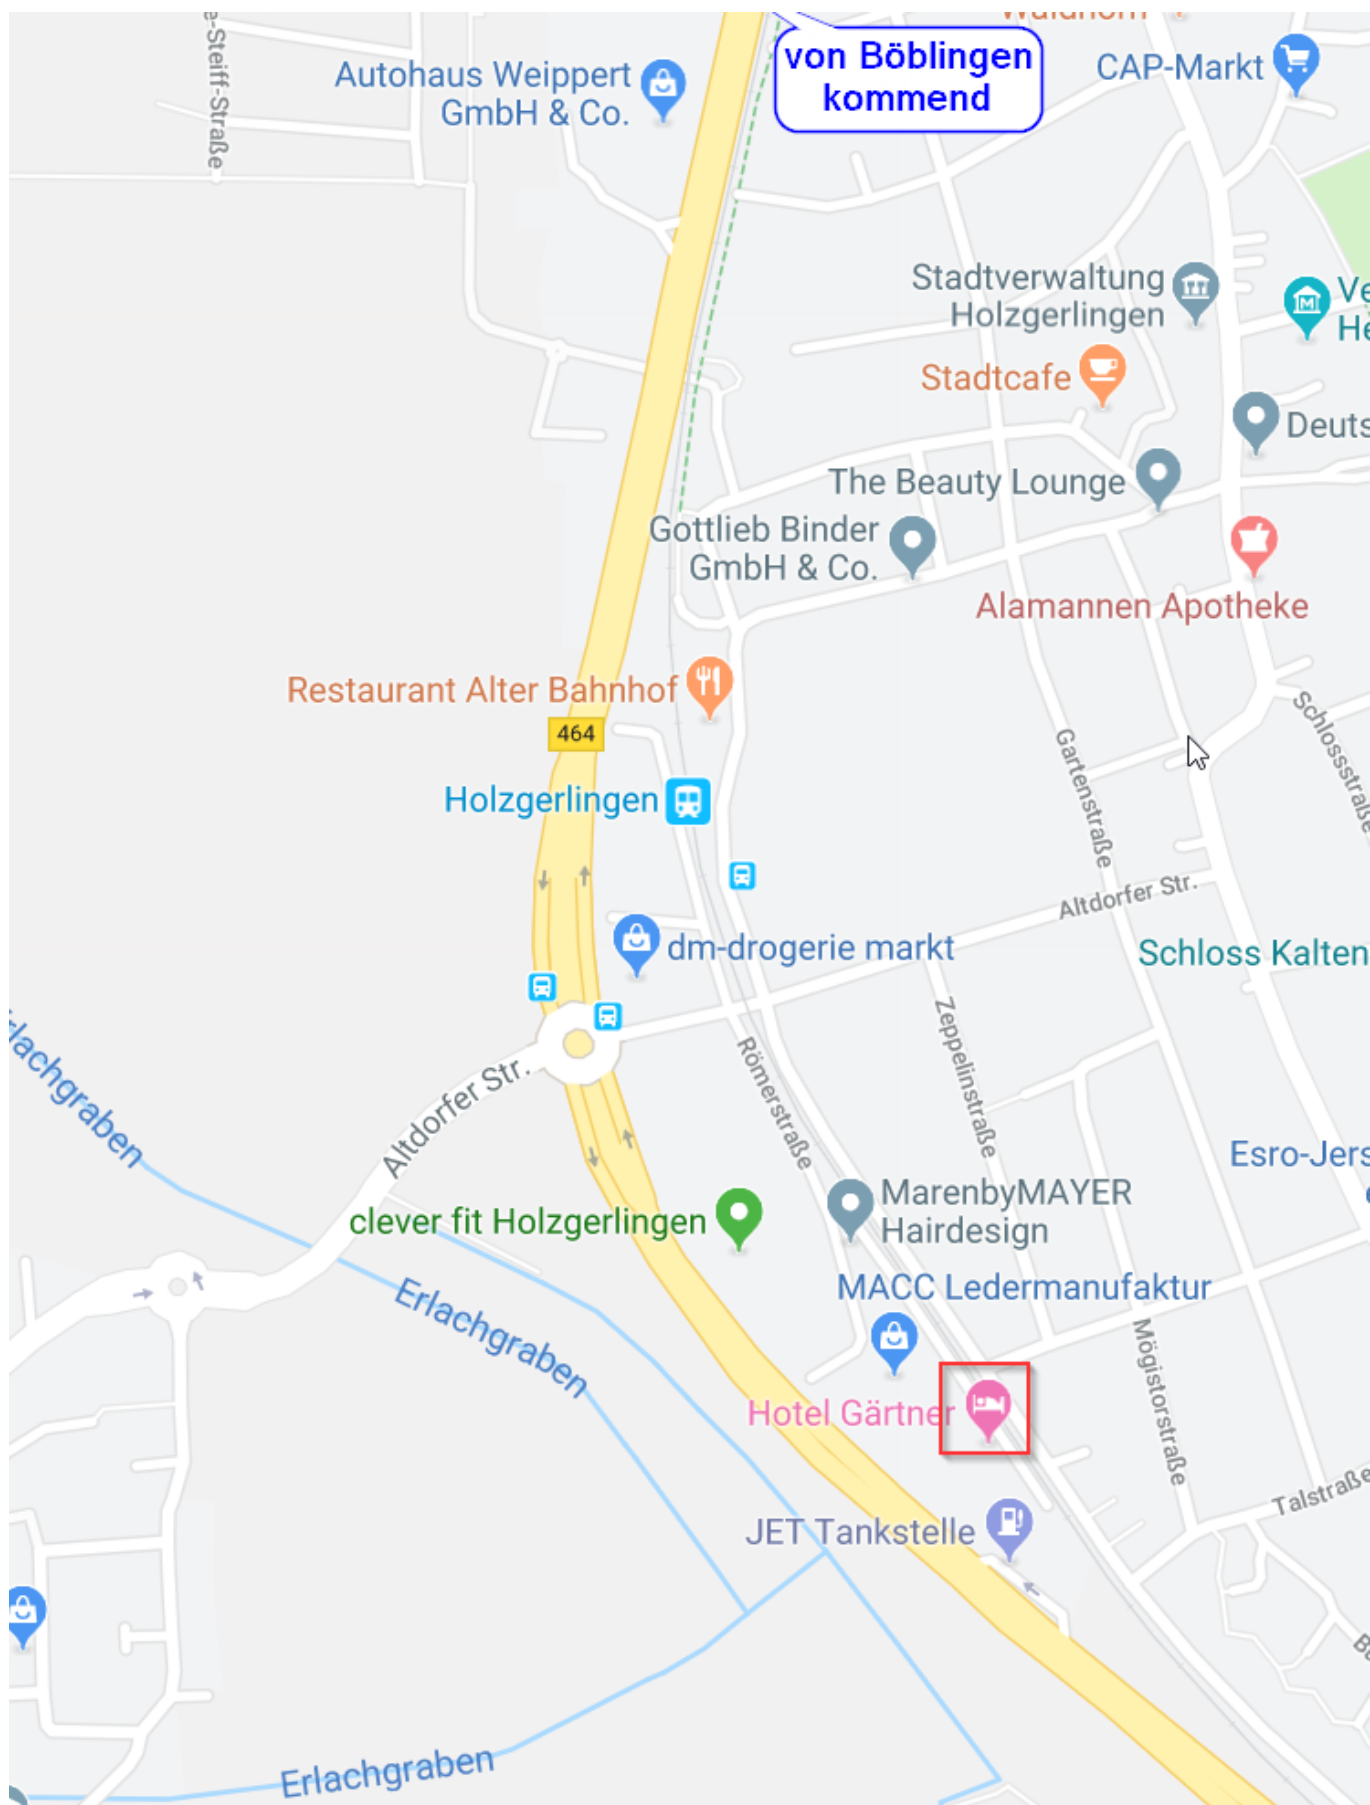 von Böblingen
kommend
CAP-Markt
Autohaus Weippert
GmbH & Co.
Stadtverwaltung
Holzgerlingen
Stadtcafe
The Beauty Lounge
Gottlieb Binder
GmbH & Co.
Alamannen Apotheke
Restaurant Alter Bahnhof
464
Schlossstraße
Gartenstraße
Holzgerlingen
Altdorfer Str.
dm-drogerie markt
Schloss Kalten
Zeppelinstraße
Römerstraße
Altdorfer Str.
Esro-Jers
MarenbyMAYER
Hairdesign
clever fit Holzgerlingen
MACC Ledermanufaktur
Erlachgraben
Mögistorstraße
Hotel Gärtner
Talstraße
JET Tankstelle
Erlachgraben